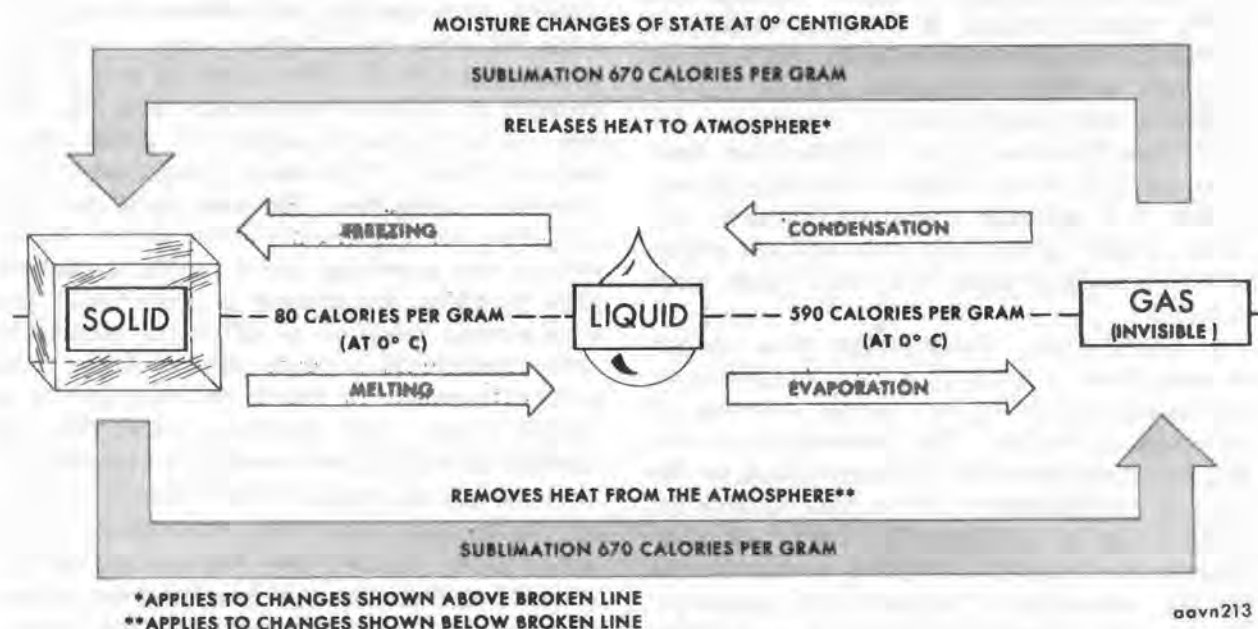 MOISTURE CHANGES OF STATE AT 0° CENTIGRADE
SUBLIMATION 670 CALORIES PER GRAM
RELEASES HEAT TO ATMOSPHERE*
FREEZING
CONDENSATION
SOLID
80 CALORIES PER GRAM
(AT 0° C)
LIQUID
590 CALORIES PER GRAM
(AT 0° C)
GAS
(INVISIBLE)
MELTING
EVAPORATION
REMOVES HEAT FROM THE ATMOSPHERE**
SUBLIMATION 670 CALORIES PER GRAM
*APPLIES TO CHANGES SHOWN ABOVE BROKEN LINE
**APPLIES TO CHANGES SHOWN BELOW BROKEN LINE
aavn213